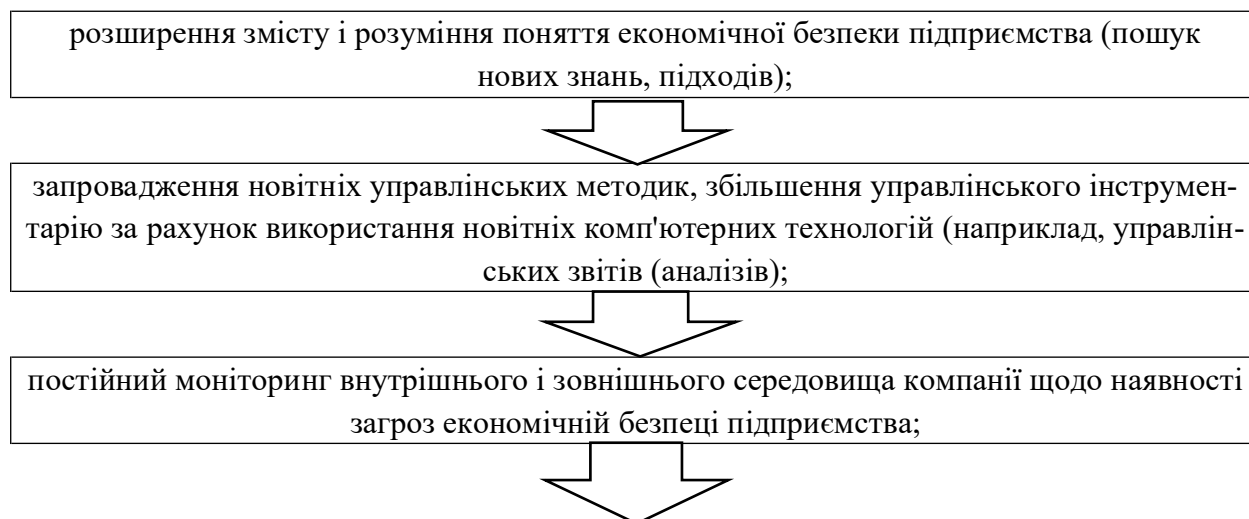 розширення змісту і розуміння поняття економічної безпеки підприємства (пошук
нових знань, підходів);
запровадження новітніх управлінських методик, збільшення управлінського інструмен-
тарію за рахунок використання новітніх комп'ютерних технологій (наприклад, управлін-
ських звітів (аналізів);
постійний моніторинг внутрішнього і зовнішнього середовища компанії щодо наявності
загроз економічній безпеці підприємства;